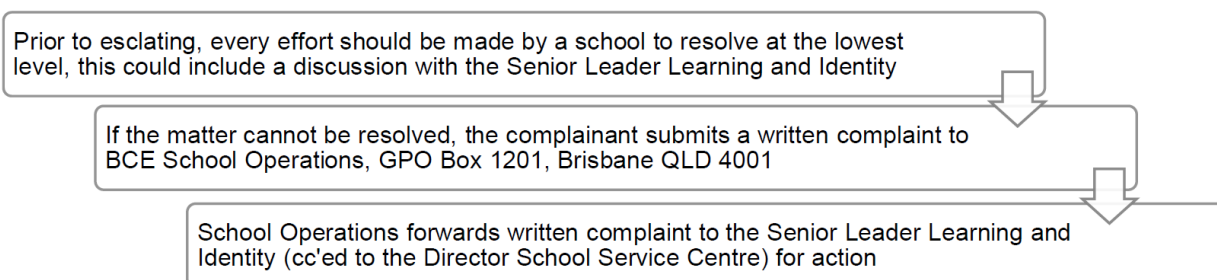 Prior to esclating, every effort should be made by a school to resolve at the lowest
level, this could include a discussion with the Senior Leader Learning and Identity
If the matter cannot be resolved, the complainant submits a written complaint to
BCE School Operations, GPO Box 1201, Brisbane QLD 4001
School Operations forwards written complaint to the Senior Leader Learning and
Identity (cc'ed to the Director School Service Centre) for action